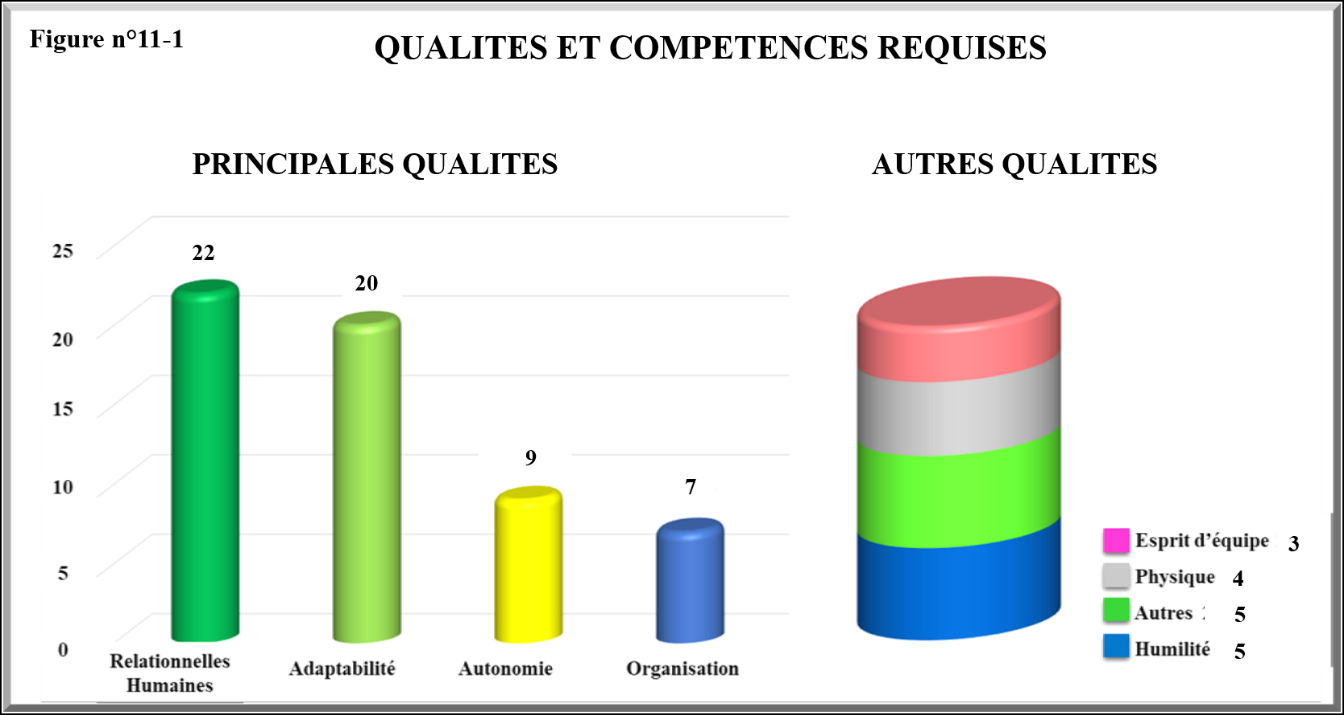 Figure n°11-1
QUALITES ET COMPETENCES REQUISES
PRINCIPALES QUALITES
25
20
15
10
5
0
22
20
9
7
Relationnelles
Humaines
Adaptabilité
Autonomie
Organisation
AUTRES QUALITES
Esprit d'équipe 3
Physique 4
Autres : 5
Humilité 5